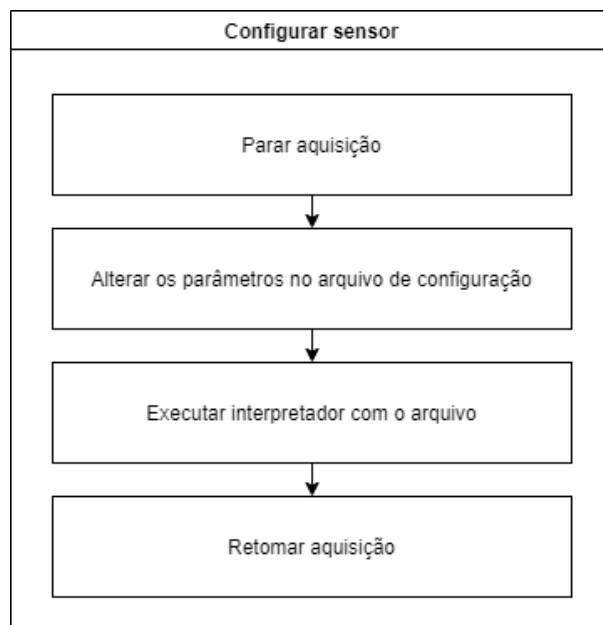 Configurar sensor
Parar aquisição
Alterar os parâmetros no arquivo de configuração
Executar interpretador com o arquivo
Retomar aquisição